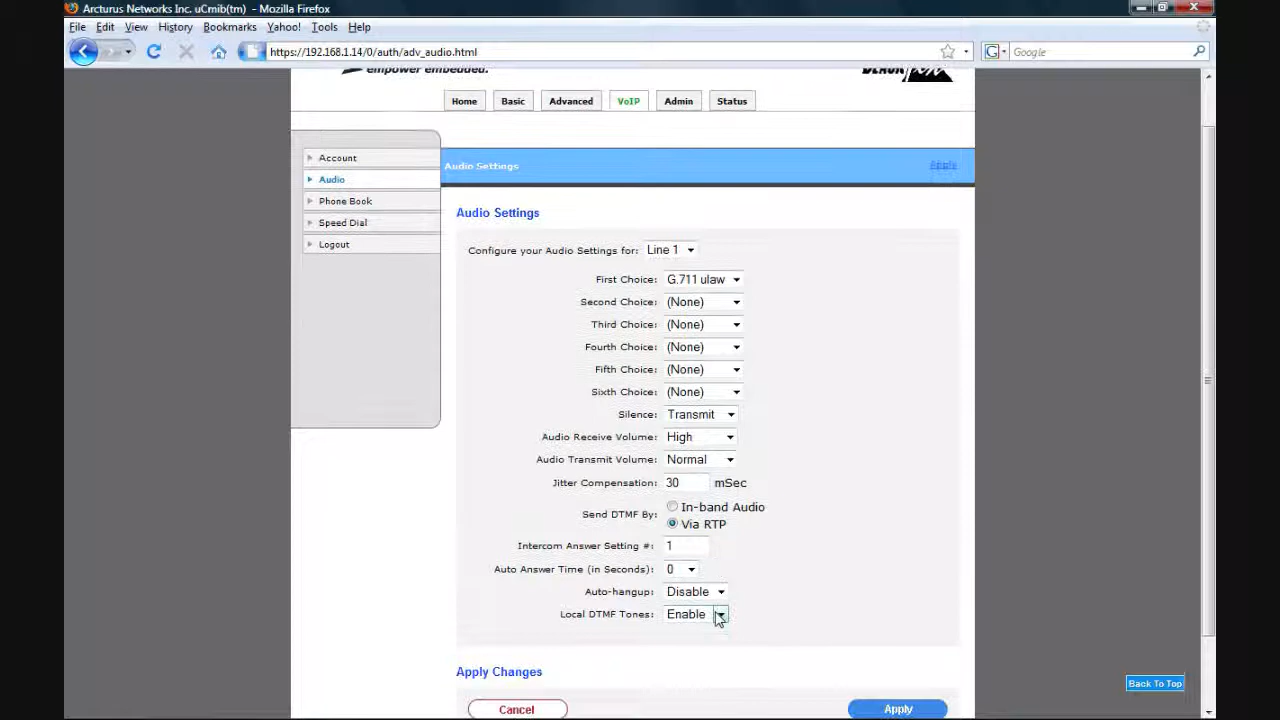 Arcturus Networks Inc. uCmib(tm) - Mozilla Firefox
File Edit View History Bookmarks Yahoo! Tools Help
https://192.168.1.14/0/auth/adv_audio.html
Google
empower embedded.
Home Basic Advanced VoIP Admin Status
Account
Audio
Phone Book
Speed Dial
Logout
Audio Settings Apply
Audio Settings
Configure your Audio Settings for: Line 1
First Choice: G.711 ulaw
Second Choice: (None)
Third Choice: (None)
Fourth Choice: (None)
Fifth Choice: (None)
Sixth Choice: (None)
Silence: Transmit
Audio Receive Volume: High
Audio Transmit Volume: Normal
Jitter Compensation: 30 mSec
Send DTMF By: In-band Audio
Via RTP
Intercom Answer Setting #: 1
Auto Answer Time (in Seconds): 0
Auto-hangup: Disable
Local DTMF Tones: Enable
Apply Changes
Back To Top
Cancel Apply